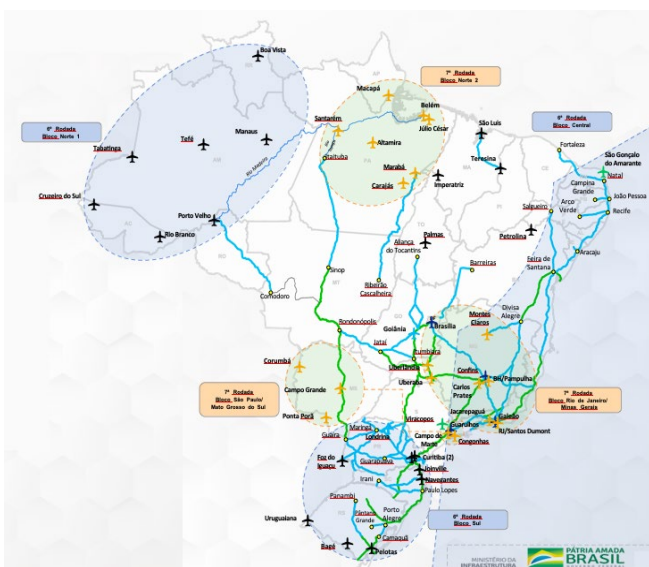 Boa Vista
6ª Rodada
Bloco Norte 1
Tabatinga
Tefé
Manaus
Cruzeiro do Sul
Rio Branco
Porto Velho
Rio Madeira
7ª Rodada
Bloco Norte 2
Macapá
Belém
Júlio César
Santarém
Altamira
Itaituba
Marabá
Carajás
São Luís
Teresina
Imperatriz
6ª Rodada
Bloco Central
Fortaleza
São Gonçalo
do Amarante
Natal
Campina
Grande
João Pessoa
Arco
Verde
Recife
Salgueiro
Petrolina
Aracaju
Feira de
Santana
Palmas
Aliança
do Tocantins
Barreiras
Ribeirão
Cascalheira
Sinop
Comodoro
Rondonópolis
Goiânia
Brasília
Divisa
Alegre
Montes
Claros
Jataí
Itumbiara
Uberlândia
Uberaba
Confins
BH/Pampulha
Carlos
Prates
Corumbá
Campo Grande
Ponta Porã
7ª Rodada
Bloco São Paulo/
Mato Grosso do Sul
7ª Rodada
Bloco Rio de Janeiro/
Minas Gerais
Jacarepaguá
Galeão
RJ/Santos Dumont
Viracopos
Guarulhos
Campo de
Marte
Congonhas
Maringá
Londrina
Guaíra
Foz do
Iguaçu
Guarapuava
Curitiba (2)
Joinville
Navegantes
Irani
Paulo Lopes
Panambi
Uruguaiana
Porto
Alegre
Grande
Camaquã
Bagé
Pelotas
6ª Rodada
Bloco Sul
MINISTÉRIO DA
INFRAESTRUTURA
PÁTRIA AMADA
BRASIL